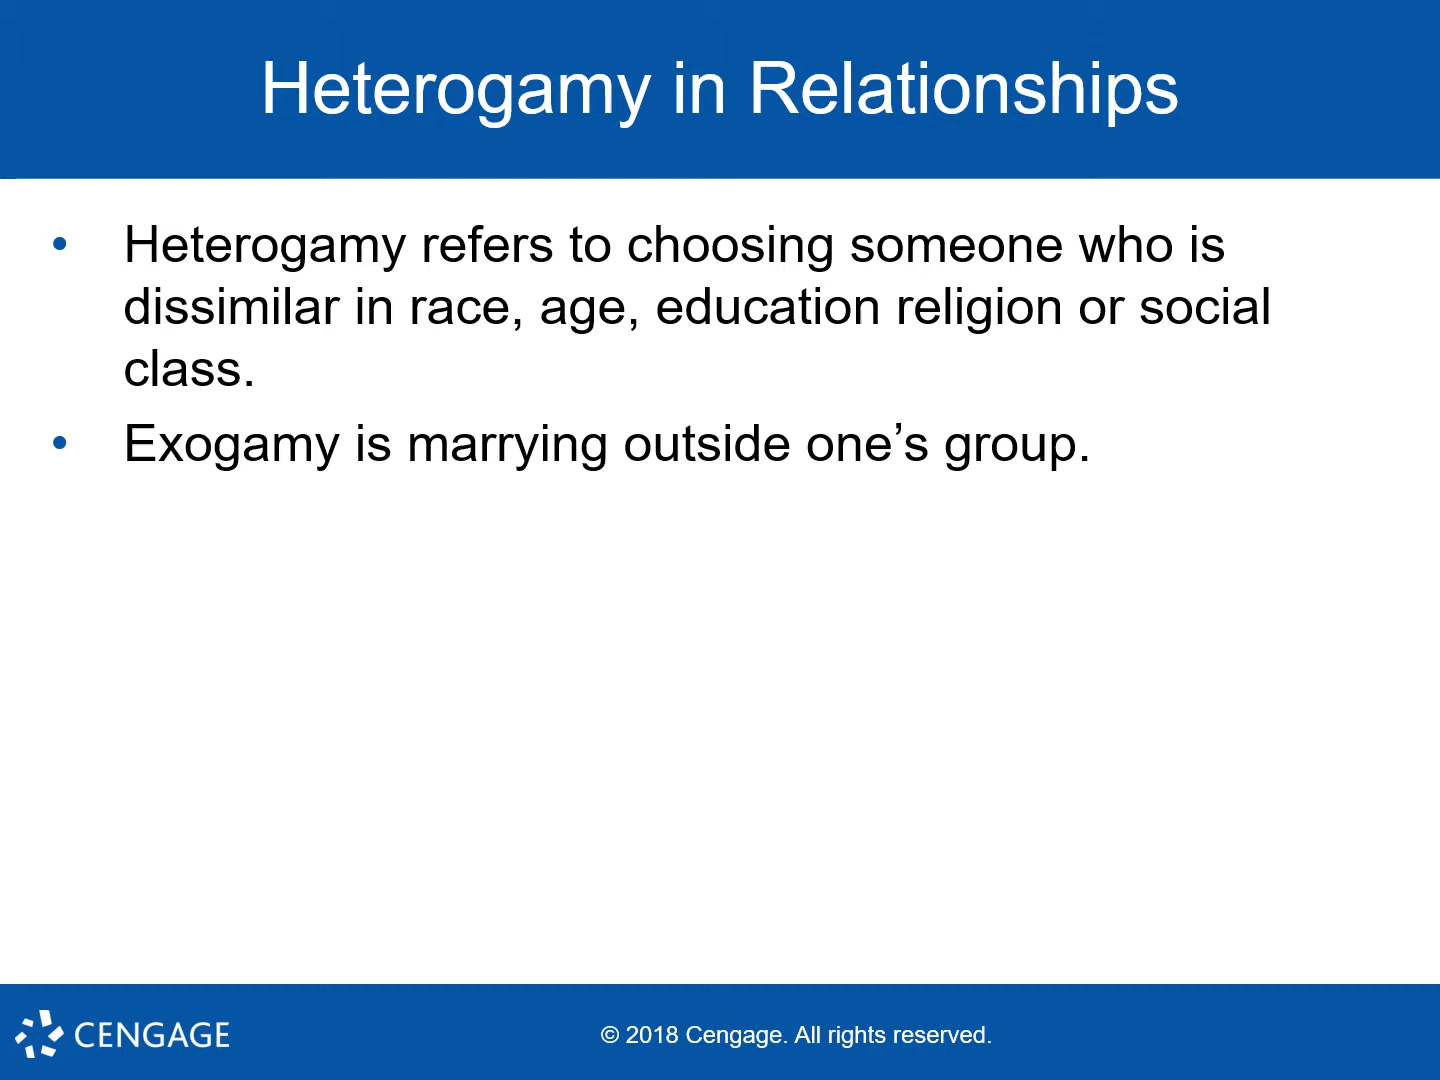 Heterogamy in Relationships
• Heterogamy refers to choosing someone who is
dissimilar in race, age, education religion or social
class.
• Exogamy is marrying outside one’s group.
CENGAGE
© 2018 Cengage. All rights reserved.